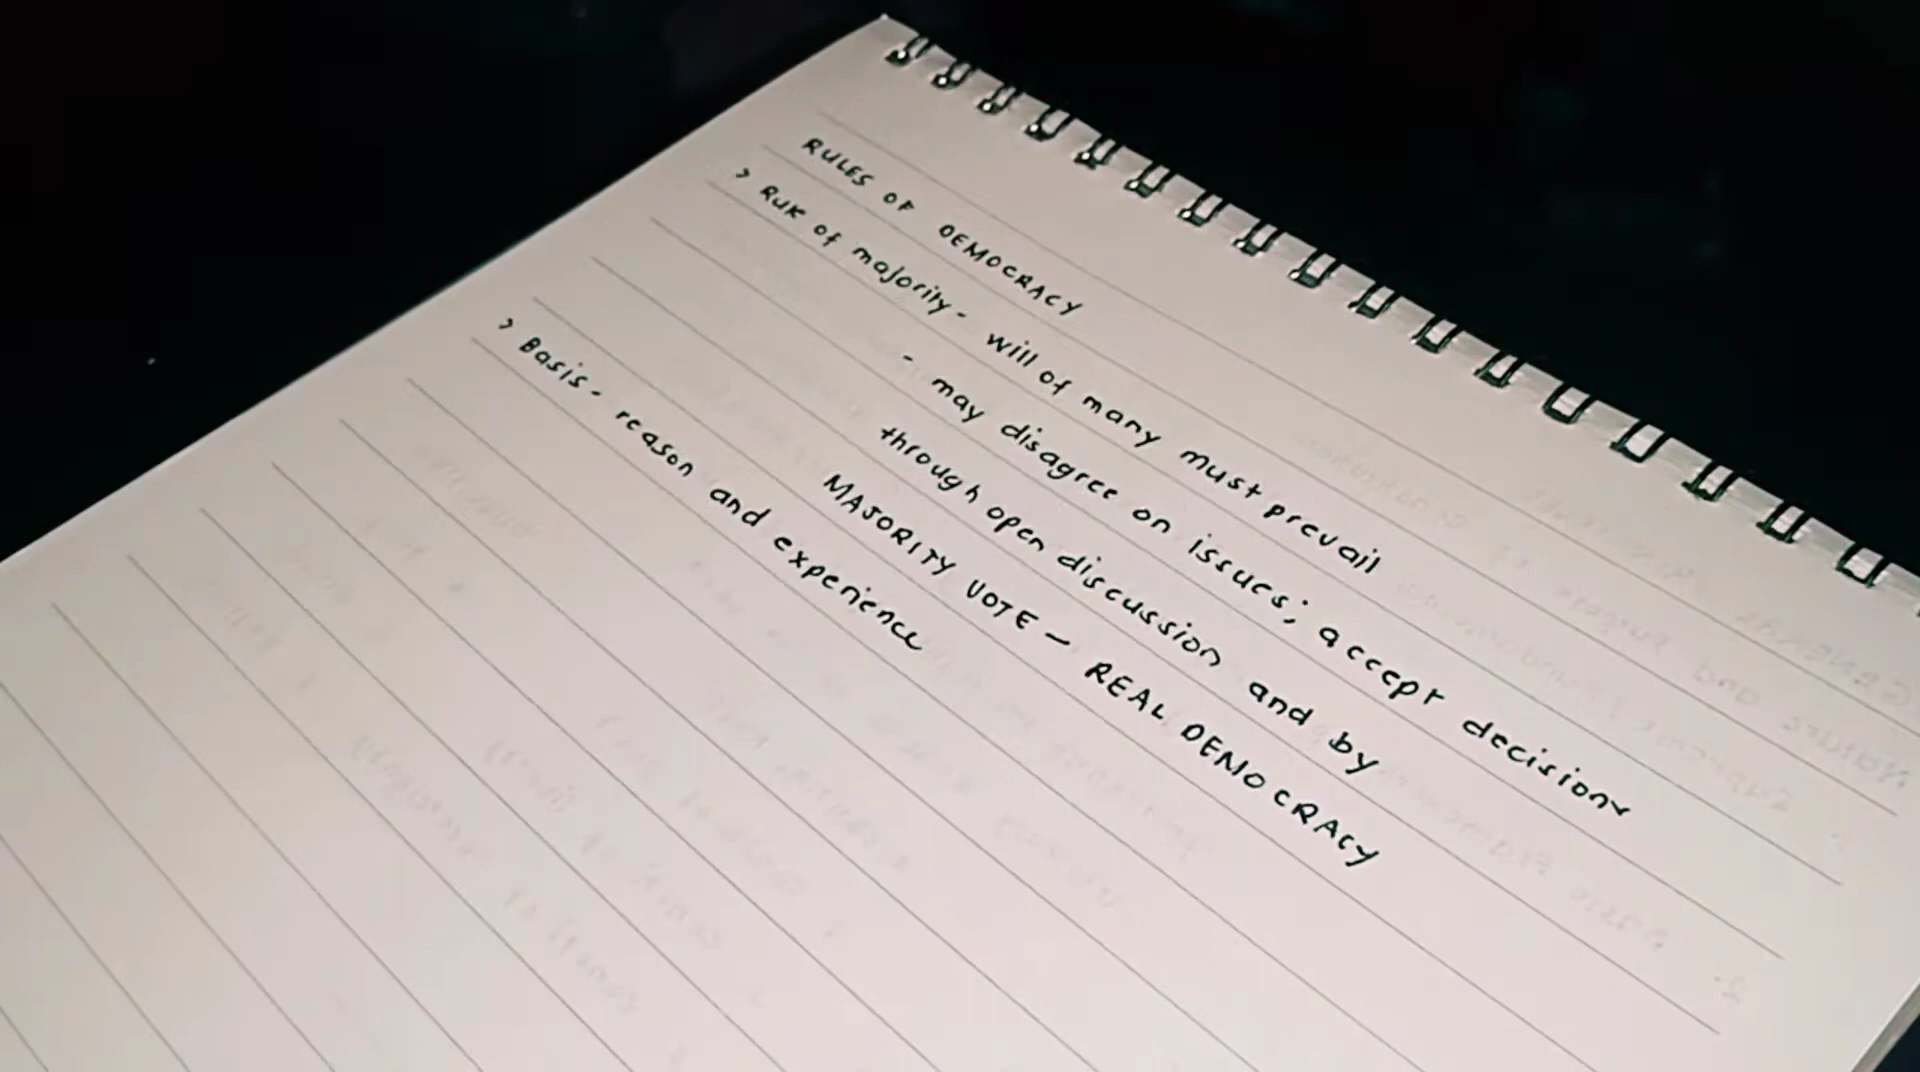 RULES OF DEMOCRACY
> Rule of majority - will of many must prevail
- may disagree on issues; accept decisions
through open discussion and by
MAJORITY VOTE - REAL DEMOCRACY
> Basis - reason and experience